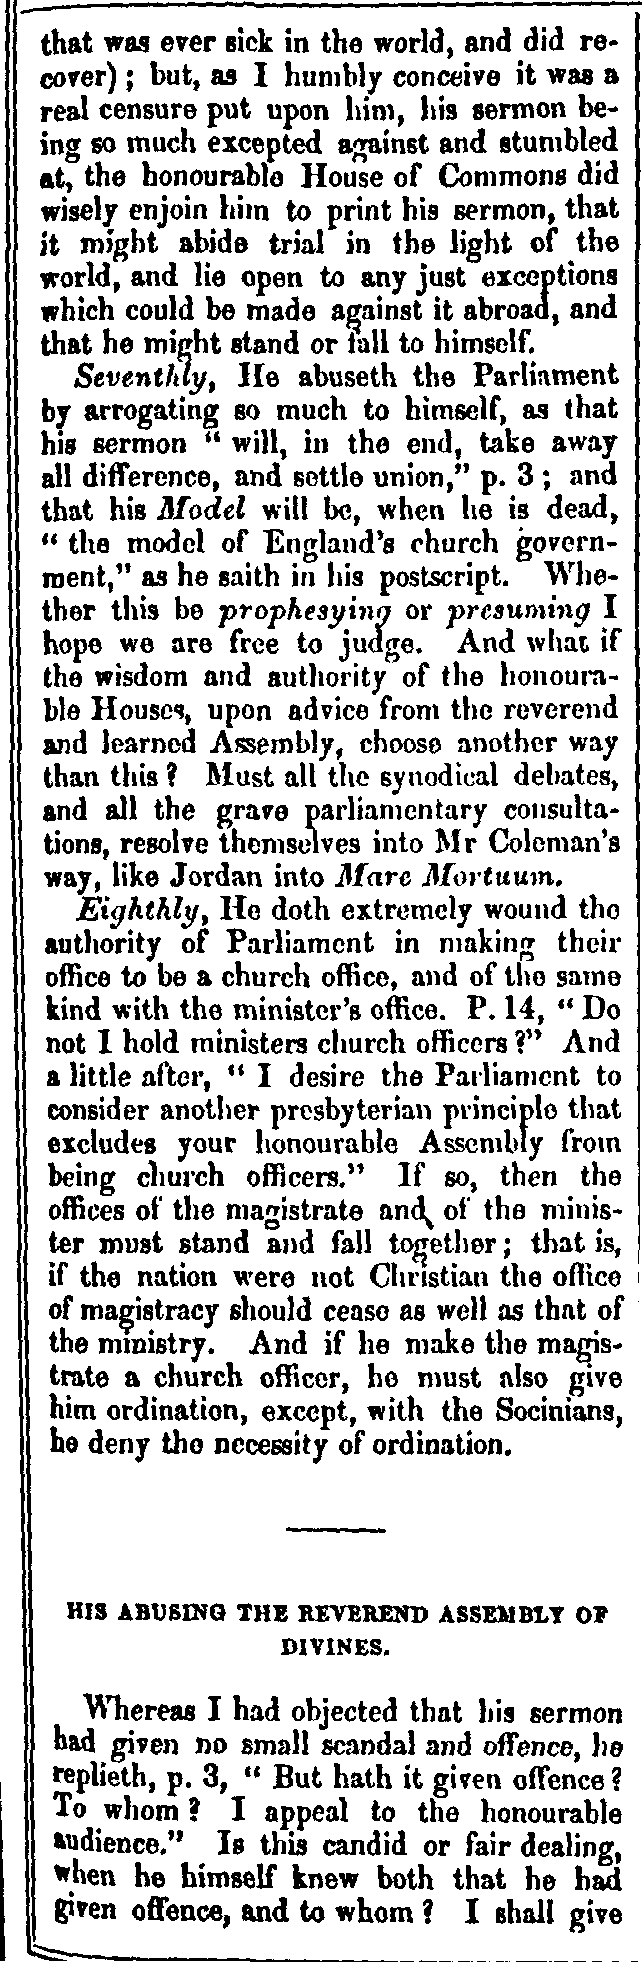 that was ever sick in the world, and did re-
cover) ; but, as I humbly conceive it was a
real censure put upon him, his sermon be-
ing so much excepted against and stumbled
at, the honourable House of Commons did
wisely enjoin him to print his sermon, that
it might abide trial in the light of the
world, and lie open to any just exceptions
which could be made against it abroad, and
that he might stand or fall to himself.
Seventhly, He abuseth the Parliament
by arrogating so much to himself, as that
his sermon “ will, in the end, take away
all difference, and settle union,” p. 3 ; and
that his Model will be, when he is dead,
“ the model of England’s church govern-
ment,” as he saith in his postscript. Whe-
ther this be prophesying or presuming I
hope we are free to judge. And what if
the wisdom and authority of the honoura-
ble Houses, upon advice from the reverend
and learned Assembly, choose another way
than this ? Must all the synodical debates,
and all the grave parliamentary consulta-
tions, resolve themselves into Mr Coleman’s
way, like Jordan into Mare Mortuum.
Eighthly, He doth extremely wound the
authority of Parliament in making their
office to be a church office, and of the same
kind with the minister’s office. P. 14, “ Do
not I hold ministers church officers ?” And
a little after, “ I desire the Parliament to
consider another presbyterian principle that
excludes your honourable Assembly from
being church officers.” If so, then the
offices of the magistrate and of the minis-
ter must stand and fall together ; that is,
if the nation were not Christian the office
of magistracy should cease as well as that of
the ministry. And if he make the magis-
trate a church officer, he must also give
him ordination, except, with the Socinians,
he deny the necessity of ordination.
HIS ABUSING THE REVEREND ASSEMBLY OF
DIVINES.
Whereas I had objected that his sermon
had given no small scandal and offence, he
replieth, p. 3, “ But hath it given offence ?
To whom ? I appeal to the honourable
audience.” Is this candid or fair dealing,
when he himself knew both that he had
given offence, and to whom ? I shall give